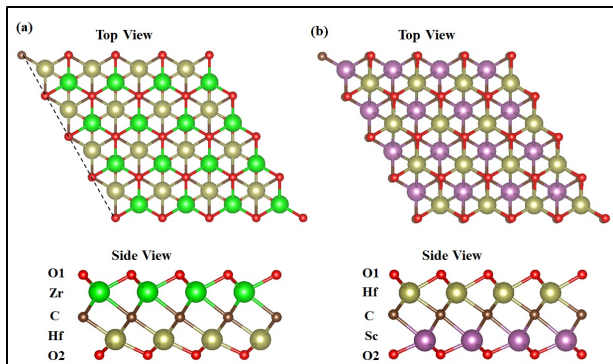 (a)
Top View
Side View
O1
Zr
C
Hf
O2
(b)
Top View
Side View
O1
Hf
C
Sc
O2